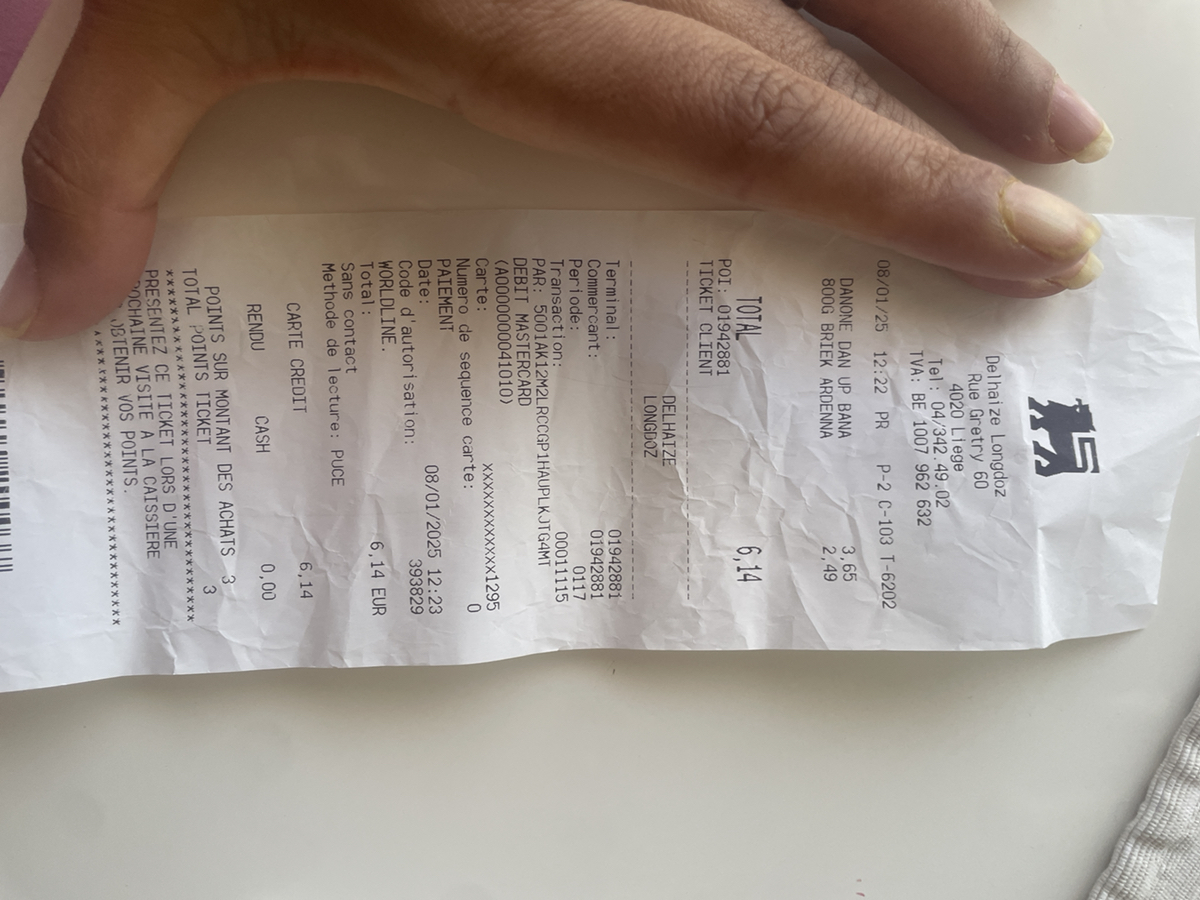 Delhaize Longdoz
Rue Gretry 60
4020 Liege
Tel: 04/342.49.02
TVA: BE 1007 962 632
08/01/25 12:22 PR P-2 C-103 T-6202
DANONE DAN UP BANA 3,65
800G BRIEK ARDENNA 2,49
TOTAL 6,14
POI: 01942881
TICKET CLIENT
--------------------------------
DELHAIZE
LONGDOZ
--------------------------------
Terminal: 01942881
Commercant: 01942881
Periode: 0117
Transaction: 00011115
PAR: 5001AK12M2LRCCGP1HAUPLKJTG4MT
DEBIT MASTERCARD
(A0000000041010)
Carte: xxxxxxxxxxxx1295
Numero de sequence carte: 0
PAIEMENT
Date: 08/01/2025 12:23
Code d'autorisation: 393829
WORLDLINE.
Total: 6,14 EUR
Sans contact
Methode de lecture: PUCE
CARTE CREDIT 6,14
RENDU CASH 0,00
POINTS SUR MONTANT DES ACHATS 3
TOTAL POINTS TICKET 3
************************************
PRESENTEZ CE TICKET LORS D'UNE
PROCHAINE VISITE A LA CAISSIERE
OBTENIR VOS POINTS.
************************************